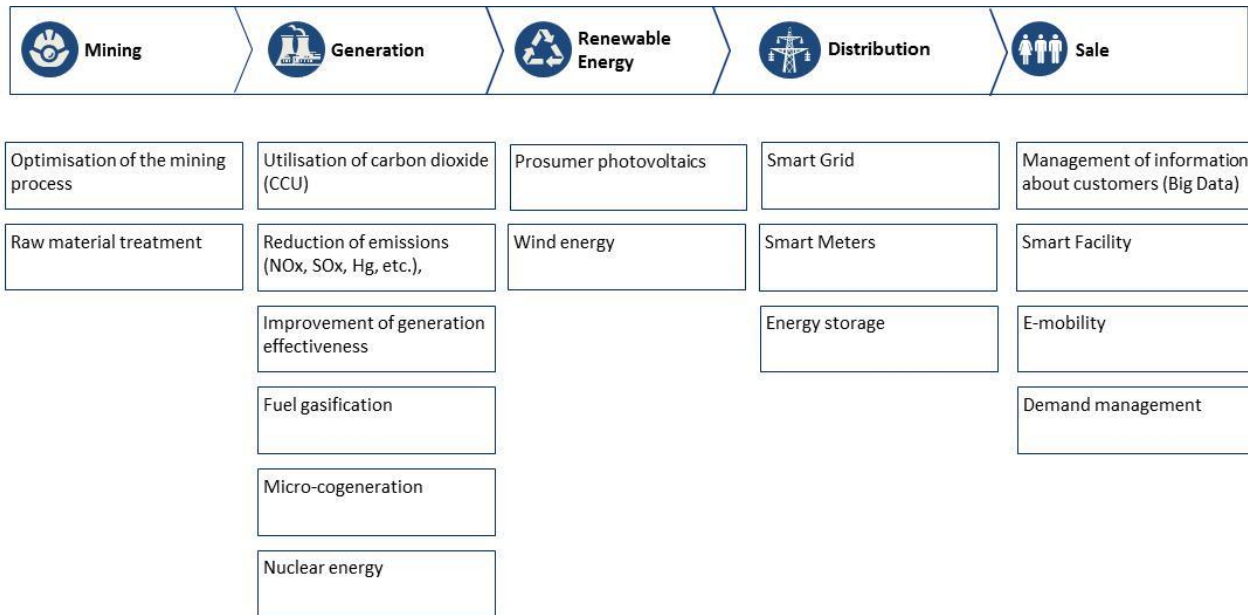 Mining
Generation
Renewable
Energy
Distribution
Sale
Optimisation of the mining
process
Raw material treatment
Utilisation of carbon dioxide
(CCU)
Reduction of emissions
(NOx, SOx, Hg, etc.),
Improvement of generation
effectiveness
Fuel gasification
Micro-cogeneration
Nuclear energy
Prosumer photovoltaics
Wind energy
Smart Grid
Smart Meters
Energy storage
Management of information
about customers (Big Data)
Smart Facility
E-mobility
Demand management